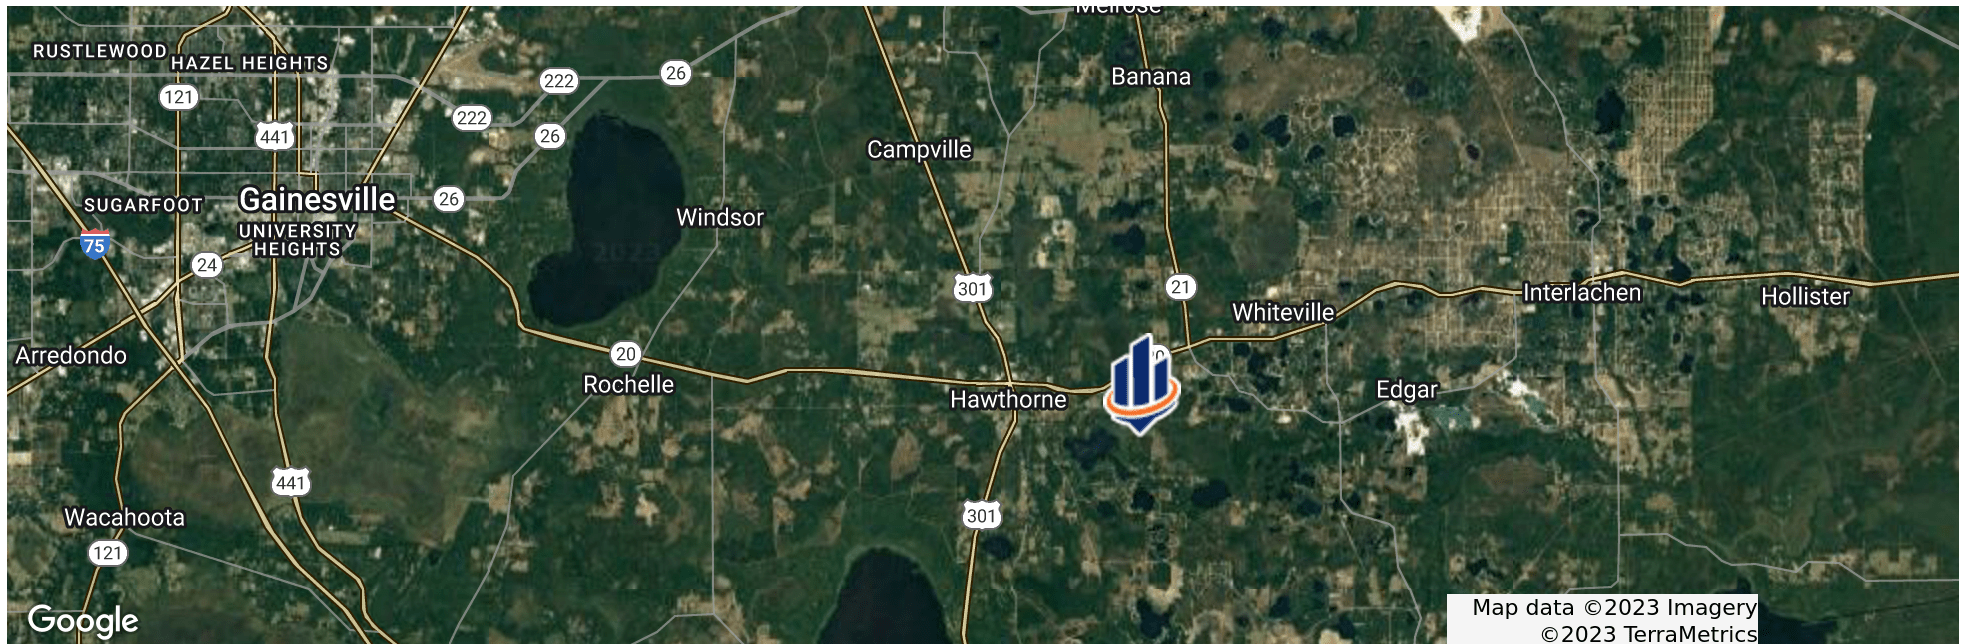 Melrose
RUSTLEWOOD
HAZEL HEIGHTS
26
222
Banana
121
222
441
26
Campville
Gainesville
26
SUGARFOOT
Windsor
UNIVERSITY
HEIGHTS
75
24
301
21
Interlachen
Hollister
Whiteville
Arredondo
20
20
Rochelle
Hawthorne
Edgar
441
Wacahoota
301
121
Google
Map data ©2023 Imagery
©2023 TerraMetrics